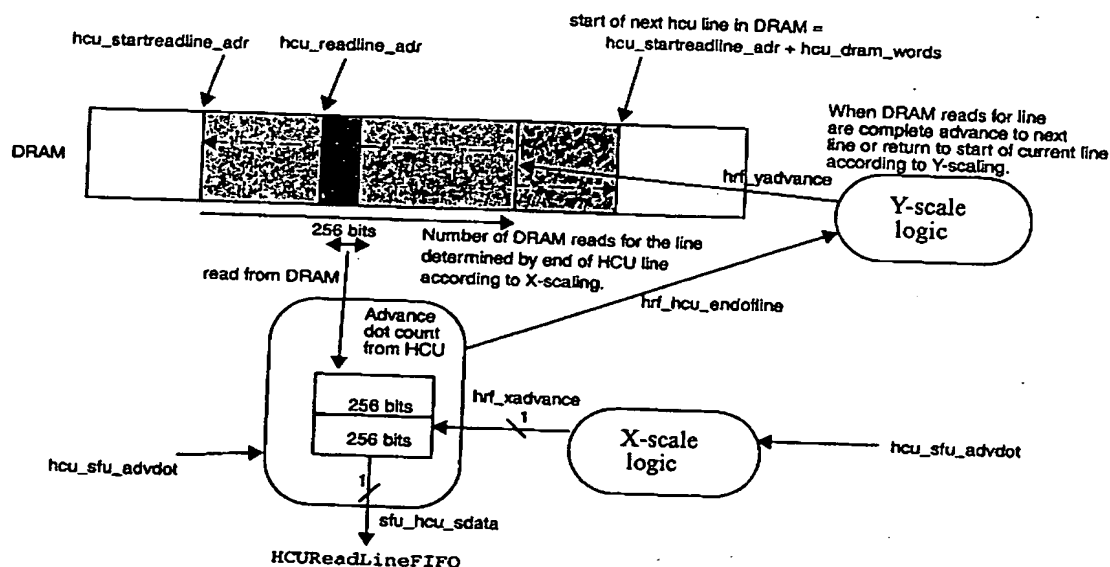 start of next hcu line in DRAM =
hcu_startreadline_adr + hcu_dram_words
hcu_startreadline_adr
hcu_readline_adr
DRAM
When DRAM reads for line
are complete advance to next
line or return to start of current line
according to Y-scaling.
hrf_yadvance
Y-scale
logic
256 bits
Number of DRAM reads for the line
determined by end of HCU line
according to X-scaling.
read from DRAM
hrf_hcu_endofline
Advance
dot count
from HCU
256 bits
256 bits
hrf_xadvance
1
X-scale
logic
hcu_sfu_advdot
hcu_sfu_advdot
1
sfu_hcu_sdata
HCUReadLineFIFO